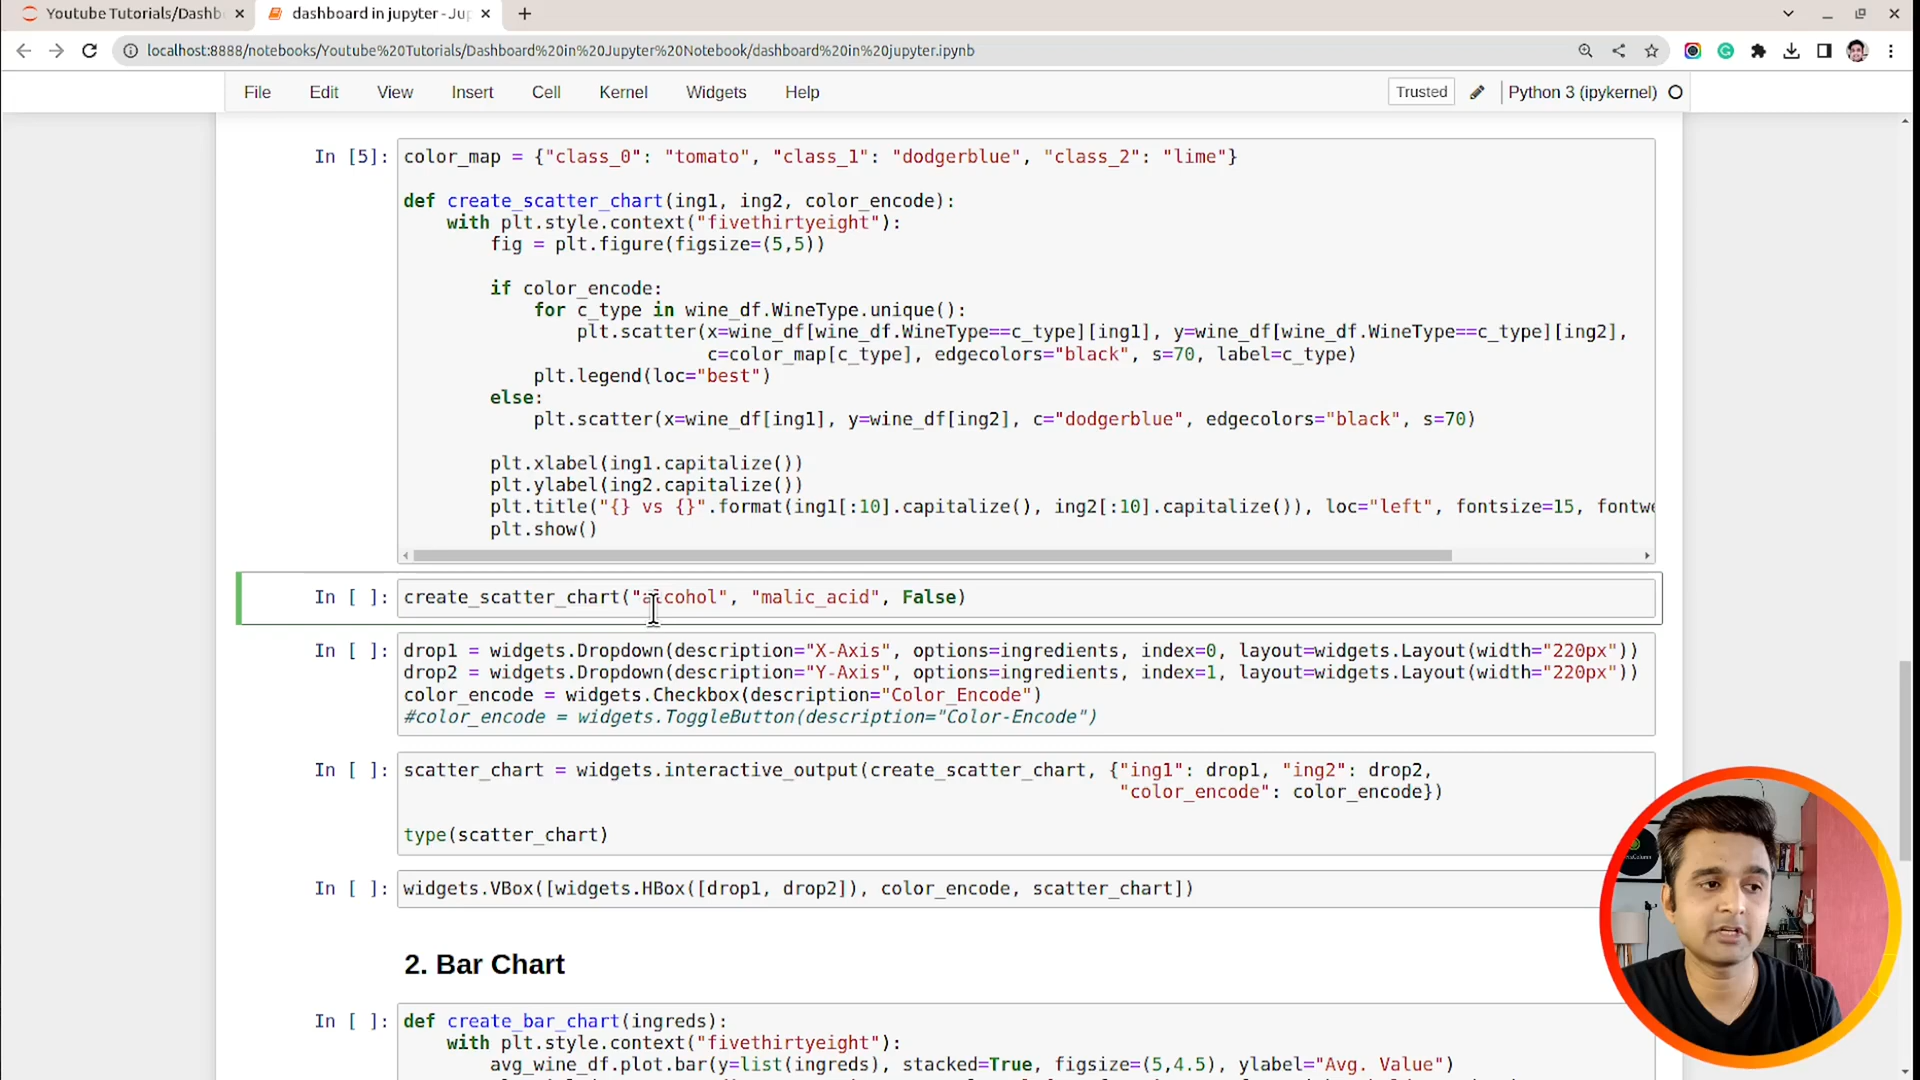 Youtube Tutorials/Dashb
dashboard in jupyter - Ju
localhost:8888/notebooks/Youtube%20Tutorials/Dashboard%20in%20Jupyter%20Notebook/dashboard%20in%20jupyter.ipynb
File Edit View Insert Cell Kernel Widgets Help Trusted Python 3 (ipykernel)
In [5]: color_map = {"class_0": "tomato", "class_1": "dodgerblue", "class_2": "lime"}
def create_scatter_chart(ing1, ing2, color_encode):
with plt.style.context("fivethirtyeight"):
fig = plt.figure(figsize=(5,5))
if color_encode:
for c_type in wine_df.WineType.unique():
plt.scatter(x=wine_df[wine_df.WineType==c_type][ing1], y=wine_df[wine_df.WineType==c_type][ing2],
c=color_map[c_type], edgecolors="black", s=70, label=c_type)
plt.legend(loc="best")
else:
plt.scatter(x=wine_df[ing1], y=wine_df[ing2], c="dodgerblue", edgecolors="black", s=70)
plt.xlabel(ing1.capitalize())
plt.ylabel(ing2.capitalize())
plt.title("{} vs {}".format(ing1[:10].capitalize(), ing2[:10].capitalize()), loc="left", fontsize=15, fontwe
plt.show()
In [ ]: create_scatter_chart("alcohol", "malic_acid", False)
In [ ]: drop1 = widgets.Dropdown(description="X-Axis", options=ingredients, index=0, layout=widgets.Layout(width="220px"))
drop2 = widgets.Dropdown(description="Y-Axis", options=ingredients, index=1, layout=widgets.Layout(width="220px"))
color_encode = widgets.Checkbox(description="Color_Encode")
#color_encode = widgets.ToggleButton(description="Color-Encode")
In [ ]: scatter_chart = widgets.interactive_output(create_scatter_chart, {"ing1": drop1, "ing2": drop2,
"color_encode": color_encode})
type(scatter_chart)
In [ ]: widgets.VBox([widgets.HBox([drop1, drop2]), color_encode, scatter_chart])
2. Bar Chart
In [ ]: def create_bar_chart(ingreds):
with plt.style.context("fivethirtyeight"):
avg_wine_df.plot.bar(y=list(ingreds), stacked=True, figsize=(5,4.5), ylabel="Avg. Value")